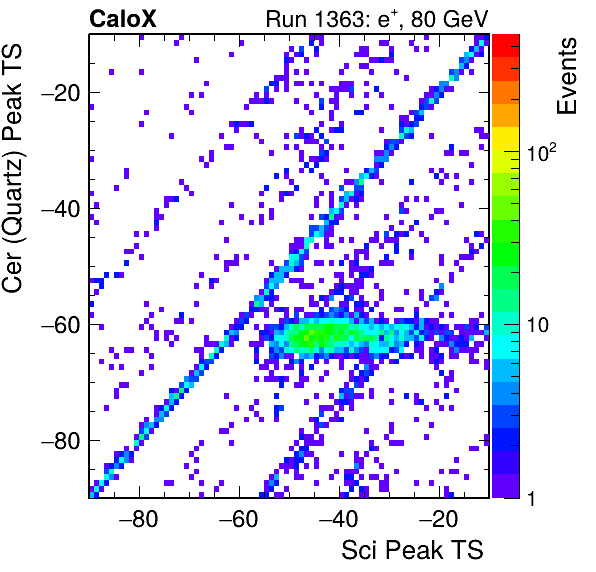 CaloX Run 1363: e⁺, 80 GeV
Cer (Quartz) Peak TS
−20
−40
−60
−80
−80 −60 −40 −20
Sci Peak TS
Events
10²
10
1